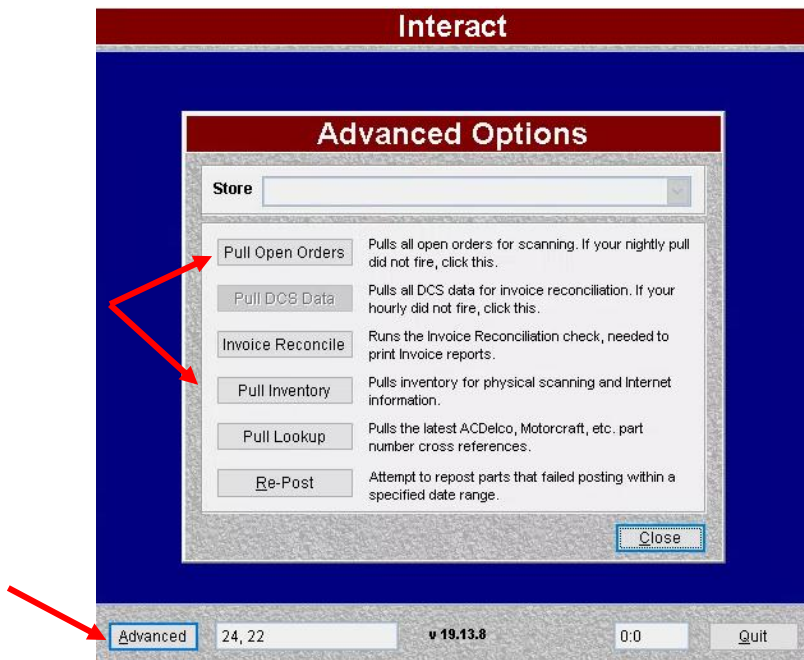 Interact
Advanced Options
Store
Pull Open Orders
Pulls all open orders for scanning. If your nightly pull
did not fire, click this.
Pull DCS Data
Pulls all DCS data for invoice reconciliation. If your
hourly did not fire, click this.
Invoice Reconcile
Runs the Invoice Reconciliation check, needed to
print Invoice reports.
Pull Inventory
Pulls inventory for physical scanning and Internet
information.
Pull Lookup
Pulls the latest ACDelco, Motorcraft, etc. part
number cross references.
Re-Post
Attempt to repost parts that failed posting within a
specified date range.
Close
Advanced
24, 22
v 19.13.8
0:0
Quit